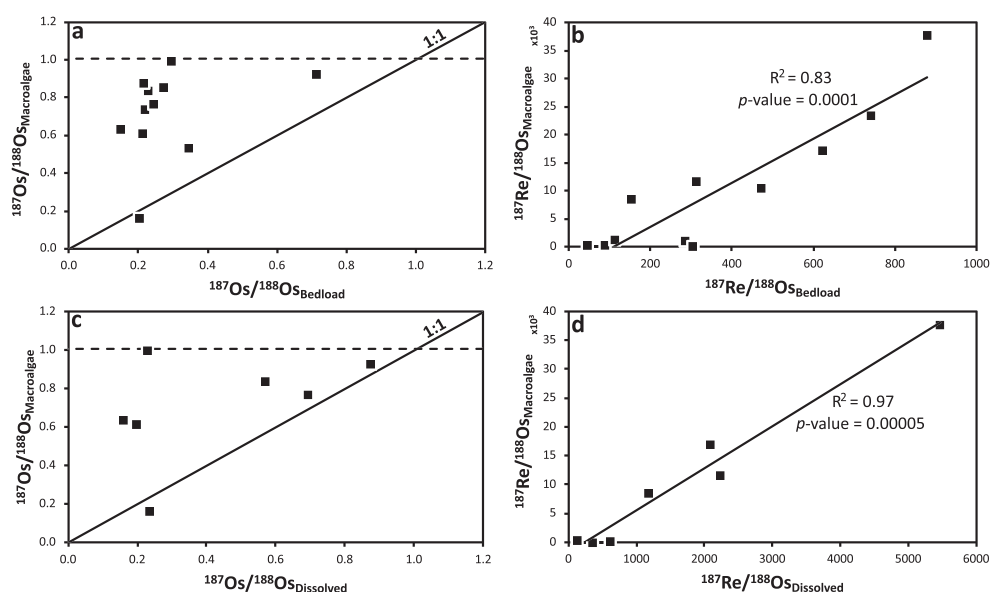 a
1:1
1.2
1.0
0.8
0.6
0.4
0.2
0.0
0.0 0.2 0.4 0.6 0.8 1.0 1.2
187Os/188OsMacroalgae
187Os/188OsBedload
b
x10³
R² = 0.83
p-value = 0.0001
40
35
30
25
20
15
10
5
0
0 200 400 600 800 1000
187Re/188OsMacroalgae
187Re/188OsBedload
c
1:1
1.2
1.0
0.8
0.6
0.4
0.2
0.0
0.0 0.2 0.4 0.6 0.8 1.0 1.2
187Os/188OsMacroalgae
187Os/188OsDissolved
d
x10³
R² = 0.97
p-value = 0.00005
40
35
30
25
20
15
10
5
0
0 1000 2000 3000 4000 5000 6000
187Re/188OsMacroalgae
187Re/188OsDissolved